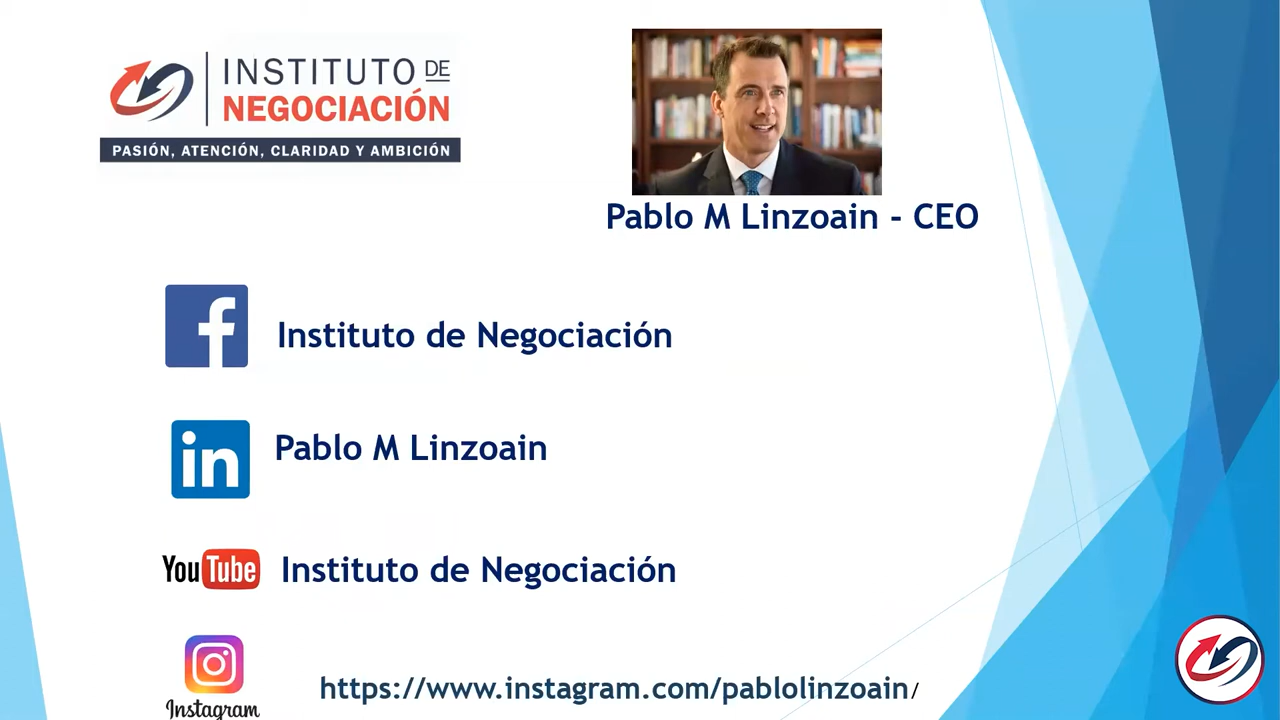 INSTITUTO DE
NEGOCIACIÓN
PASIÓN, ATENCIÓN, CLARIDAD Y AMBICIÓN
Pablo M Linzoain - CEO
f Instituto de Negociación
in Pablo M Linzoain
YouTube Instituto de Negociación
Instagram https://www.instagram.com/pablolinzoain/